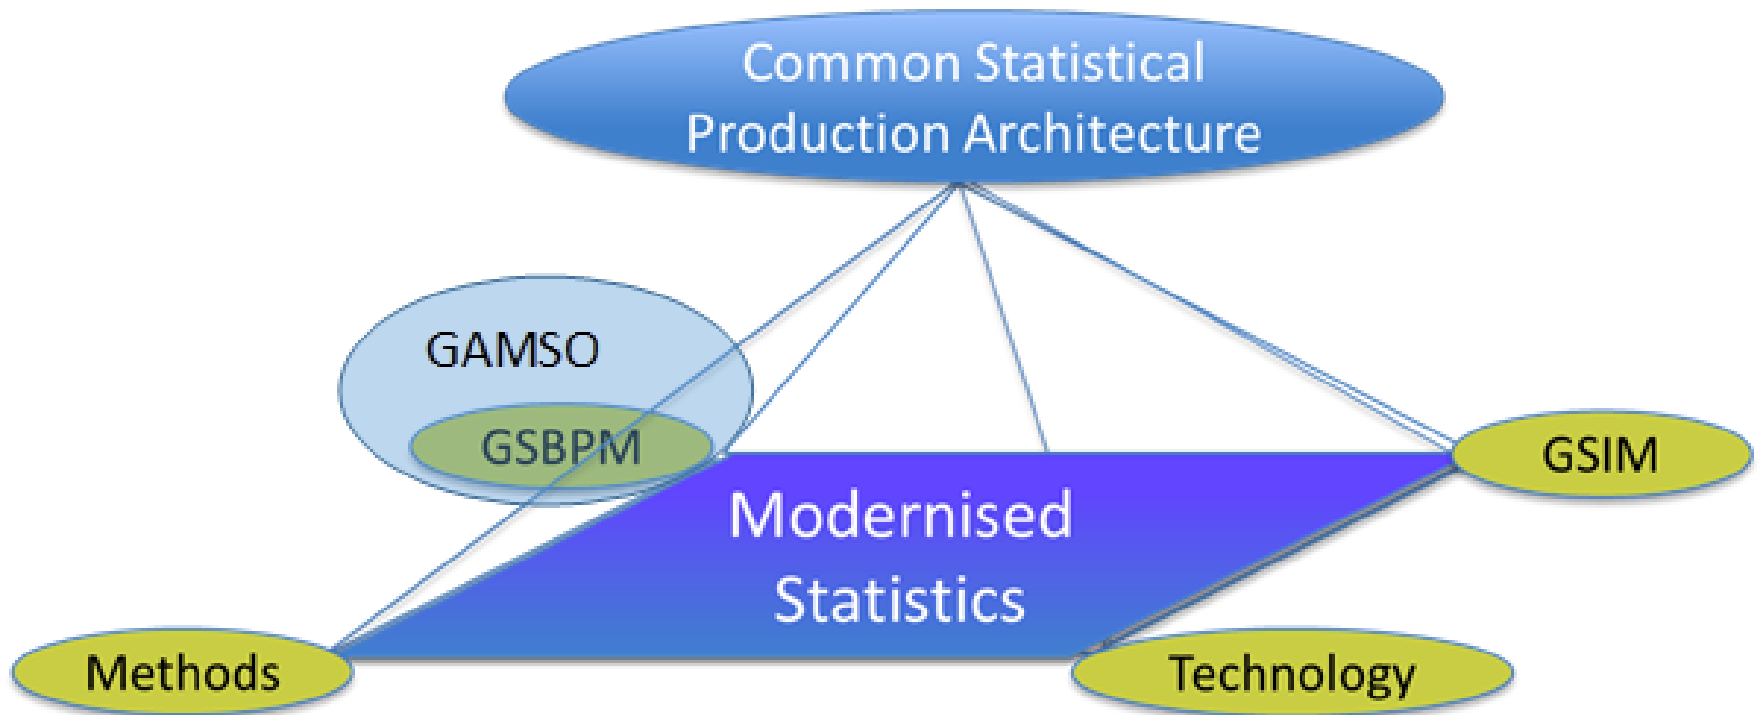 Common Statistical
Production Architecture
GAMSO
GSBPM
GSIM
Modernised
Statistics
Methods
Technology